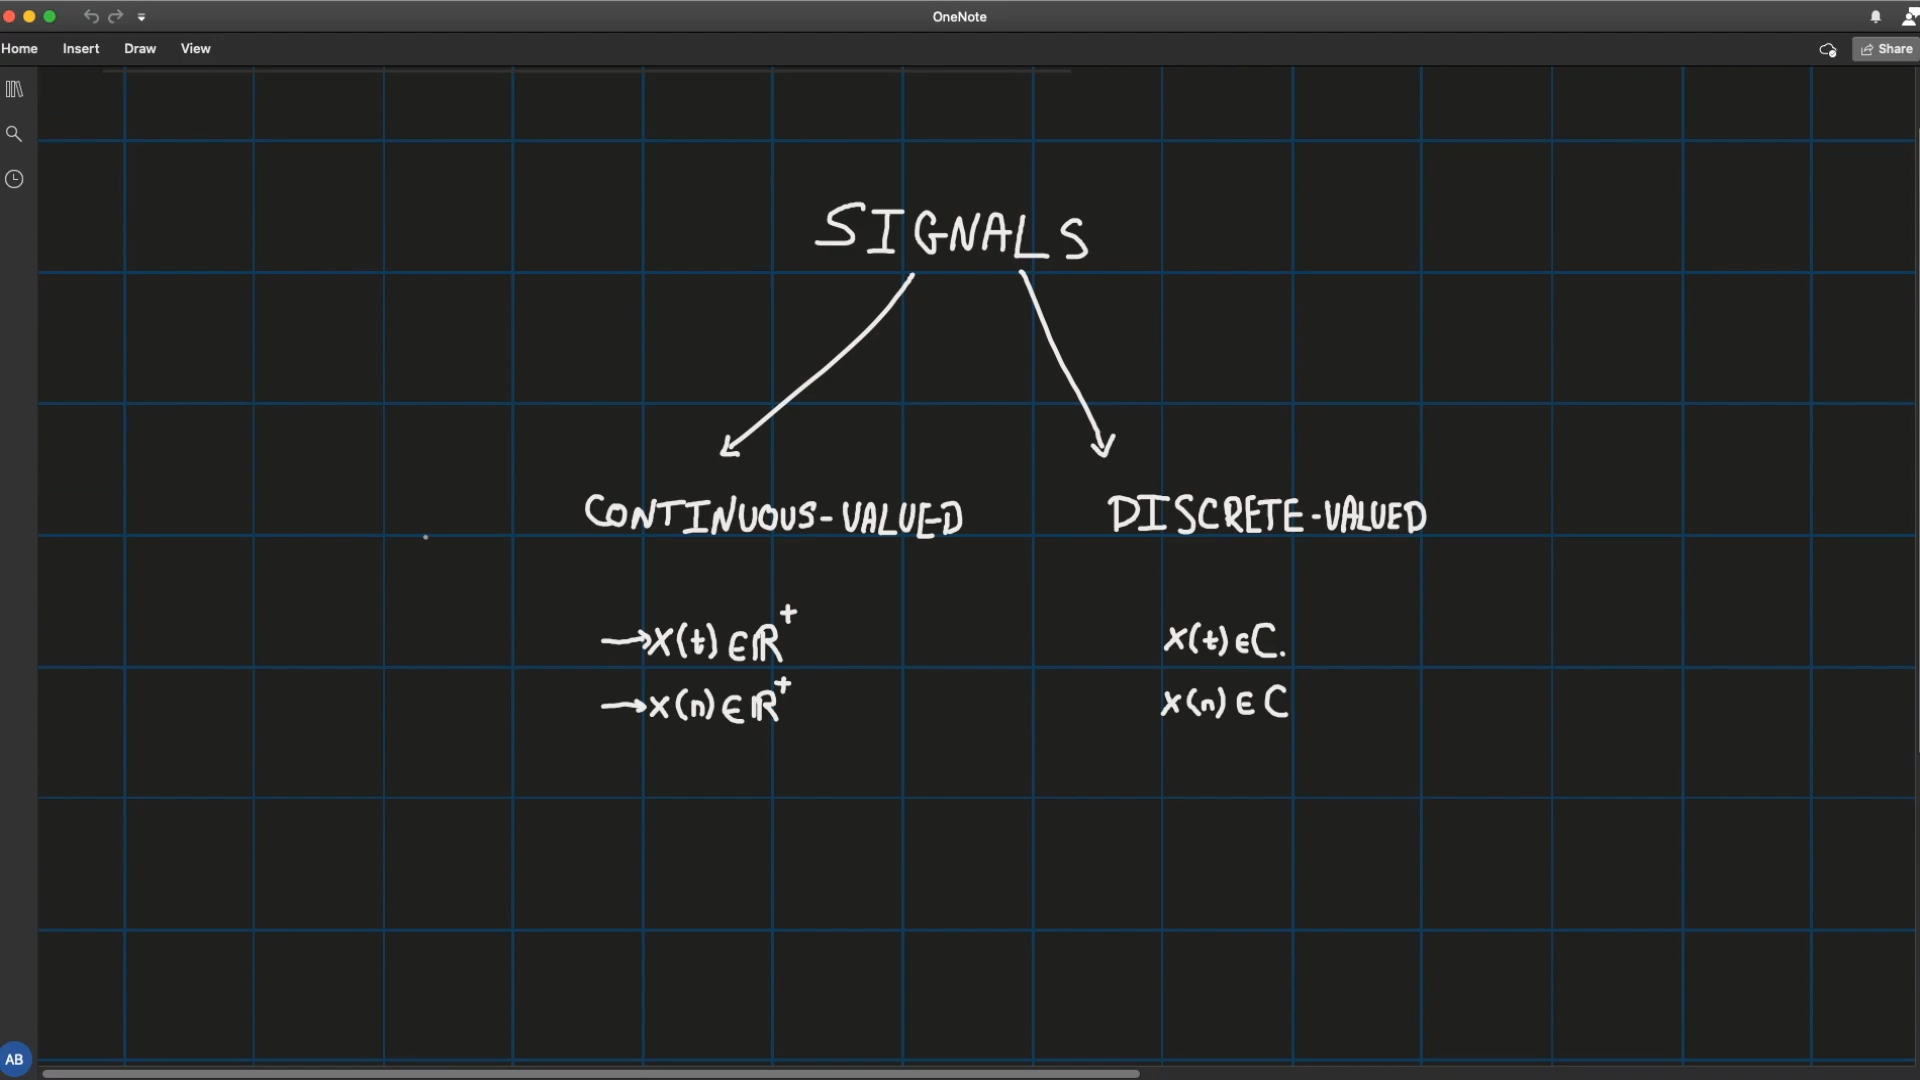 OneNote
Home Insert Draw View
Share
SIGNALS
CONTINUOUS-VALUED DISCRETE-VALUED
→x(t)∈ℝ⁺ x(t)∈C.
→x(n)∈ℝ⁺ x(n)∈C
AB